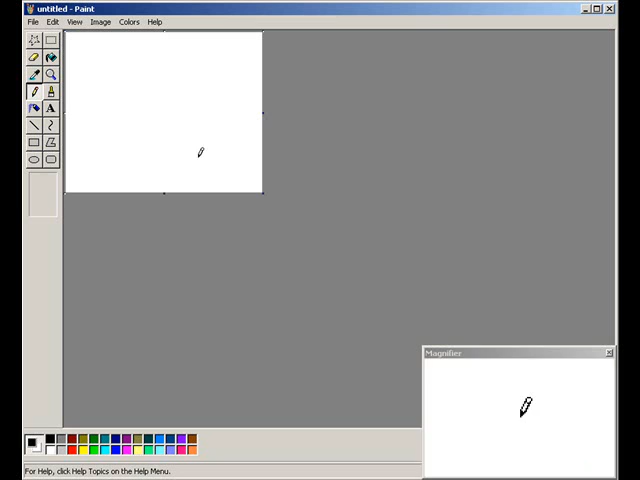 untitled - Paint
File Edit View Image Colors Help
A
Magnifier
For Help, click Help Topics on the Help Menu.